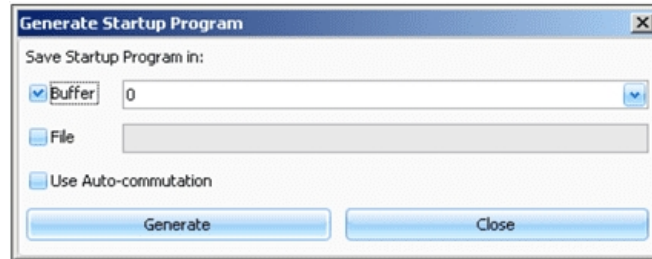 Generate Startup Program
Save Startup Program in:
Buffer 0
File
Use Auto-commutation
Generate Close